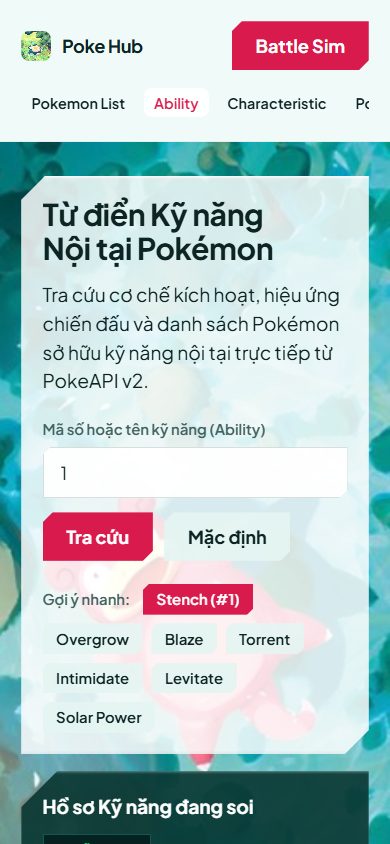 Poke Hub
Battle Sim
Pokemon List Ability Characteristic
Từ điển Kỹ năng
Nội tại Pokémon
Tra cứu cơ chế kích hoạt, hiệu ứng
chiến đấu và danh sách Pokémon
sở hữu kỹ năng nội tại trực tiếp từ
PokeAPI v2.
Mã số hoặc tên kỹ năng (Ability)
1
Tra cứu Mặc định
Gợi ý nhanh: Stench (#1)
Overgrow Blaze Torrent
Intimidate Levitate
Solar Power
Hồ sơ Kỹ năng đang soi